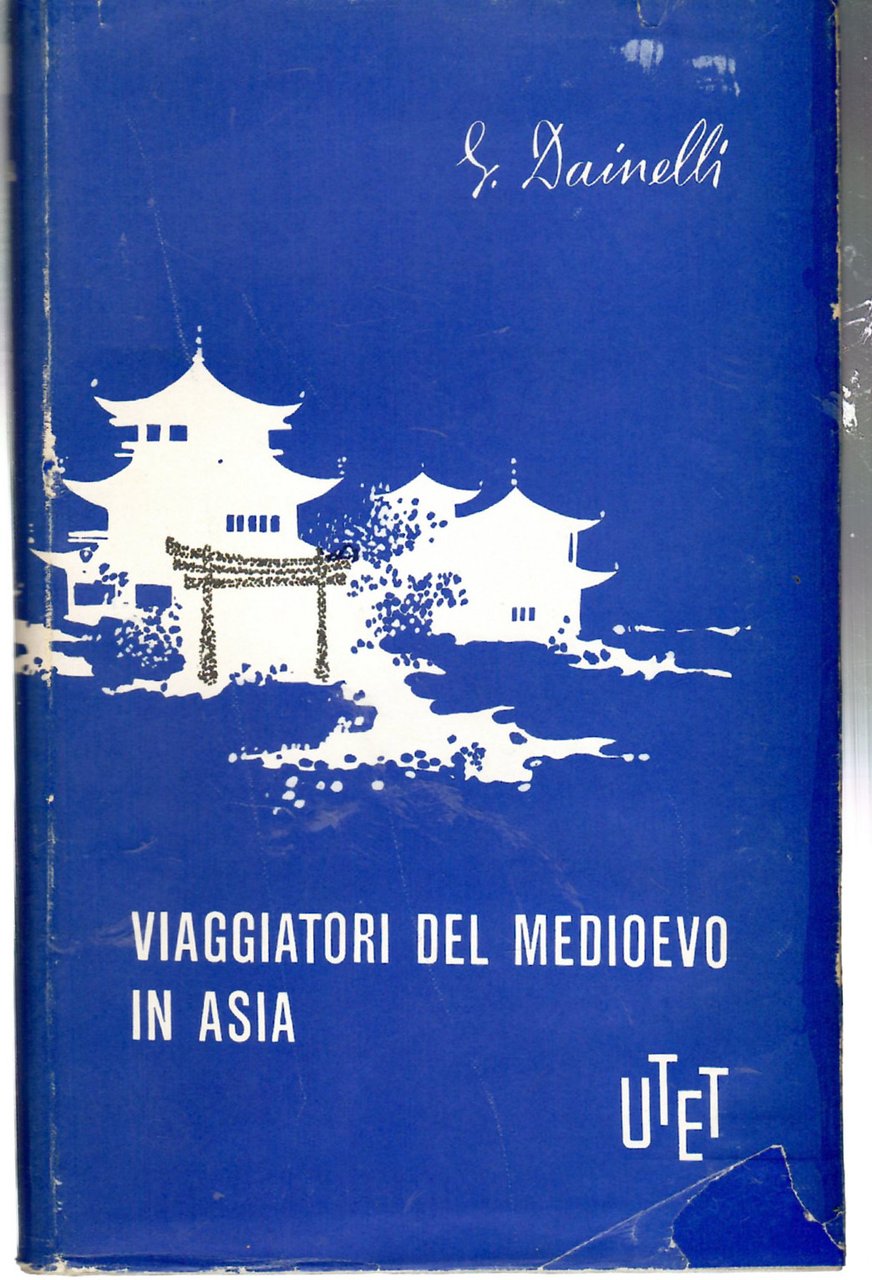 G. Dainelli
VIAGGIATORI DEL MEDIOEVO
IN ASIA
UTET